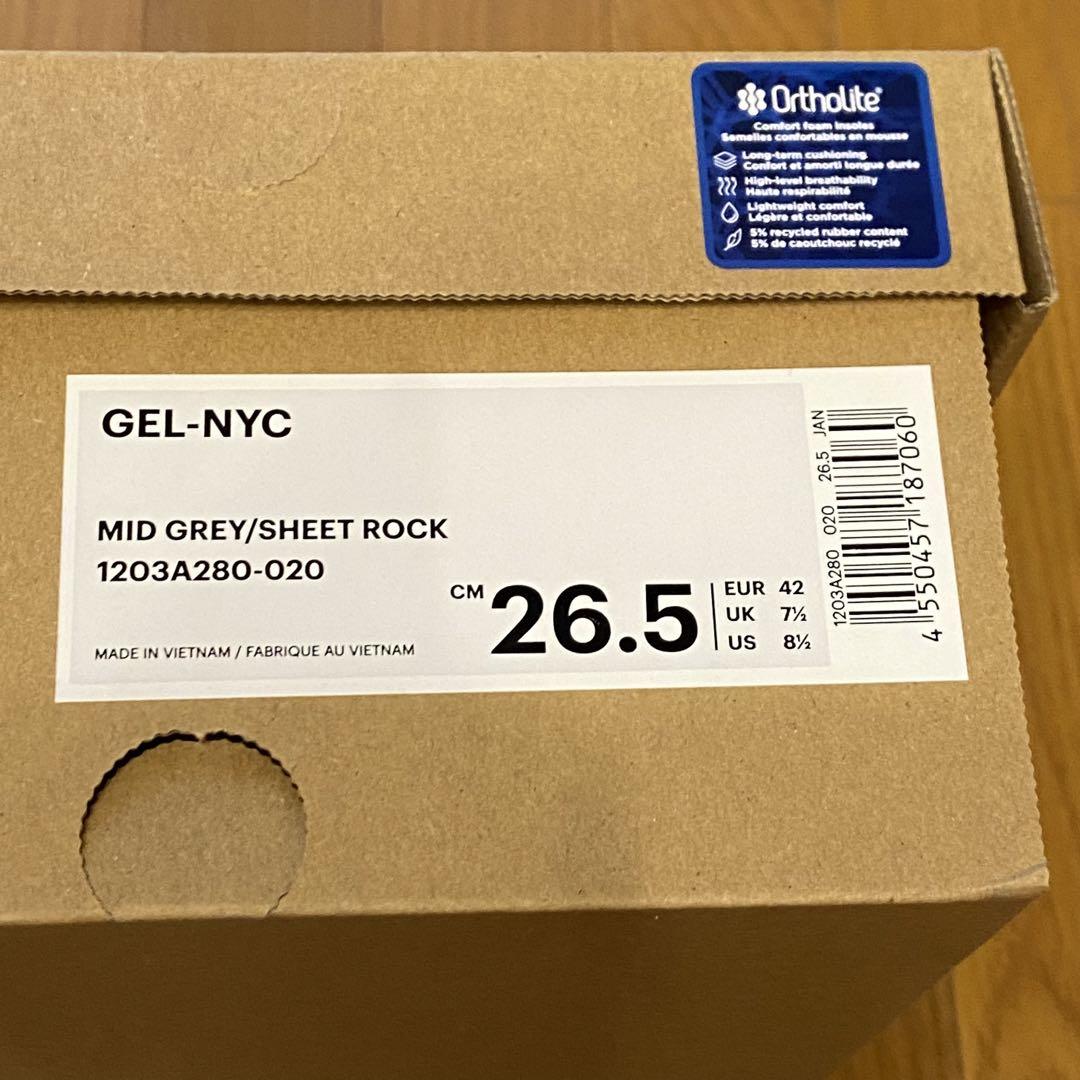 OrthoLite®
Comfort foam insoles
Semelles confortables en mousse
Long-term cushioning
Confort et amorti longue durée
High-level breathability
Haute respirabilité
Lightweight comfort
Légère et confortable
5% recycled rubber content
5% de caoutchouc recyclé
GEL-NYC
MID GREY/SHEET ROCK
1203A280-020
MADE IN VIETNAM / FABRIQUE AU VIETNAM
CM 26.5
EUR 42
UK 7½
US 8½
1203A280 020 26.5 JAN
4 550457 187060